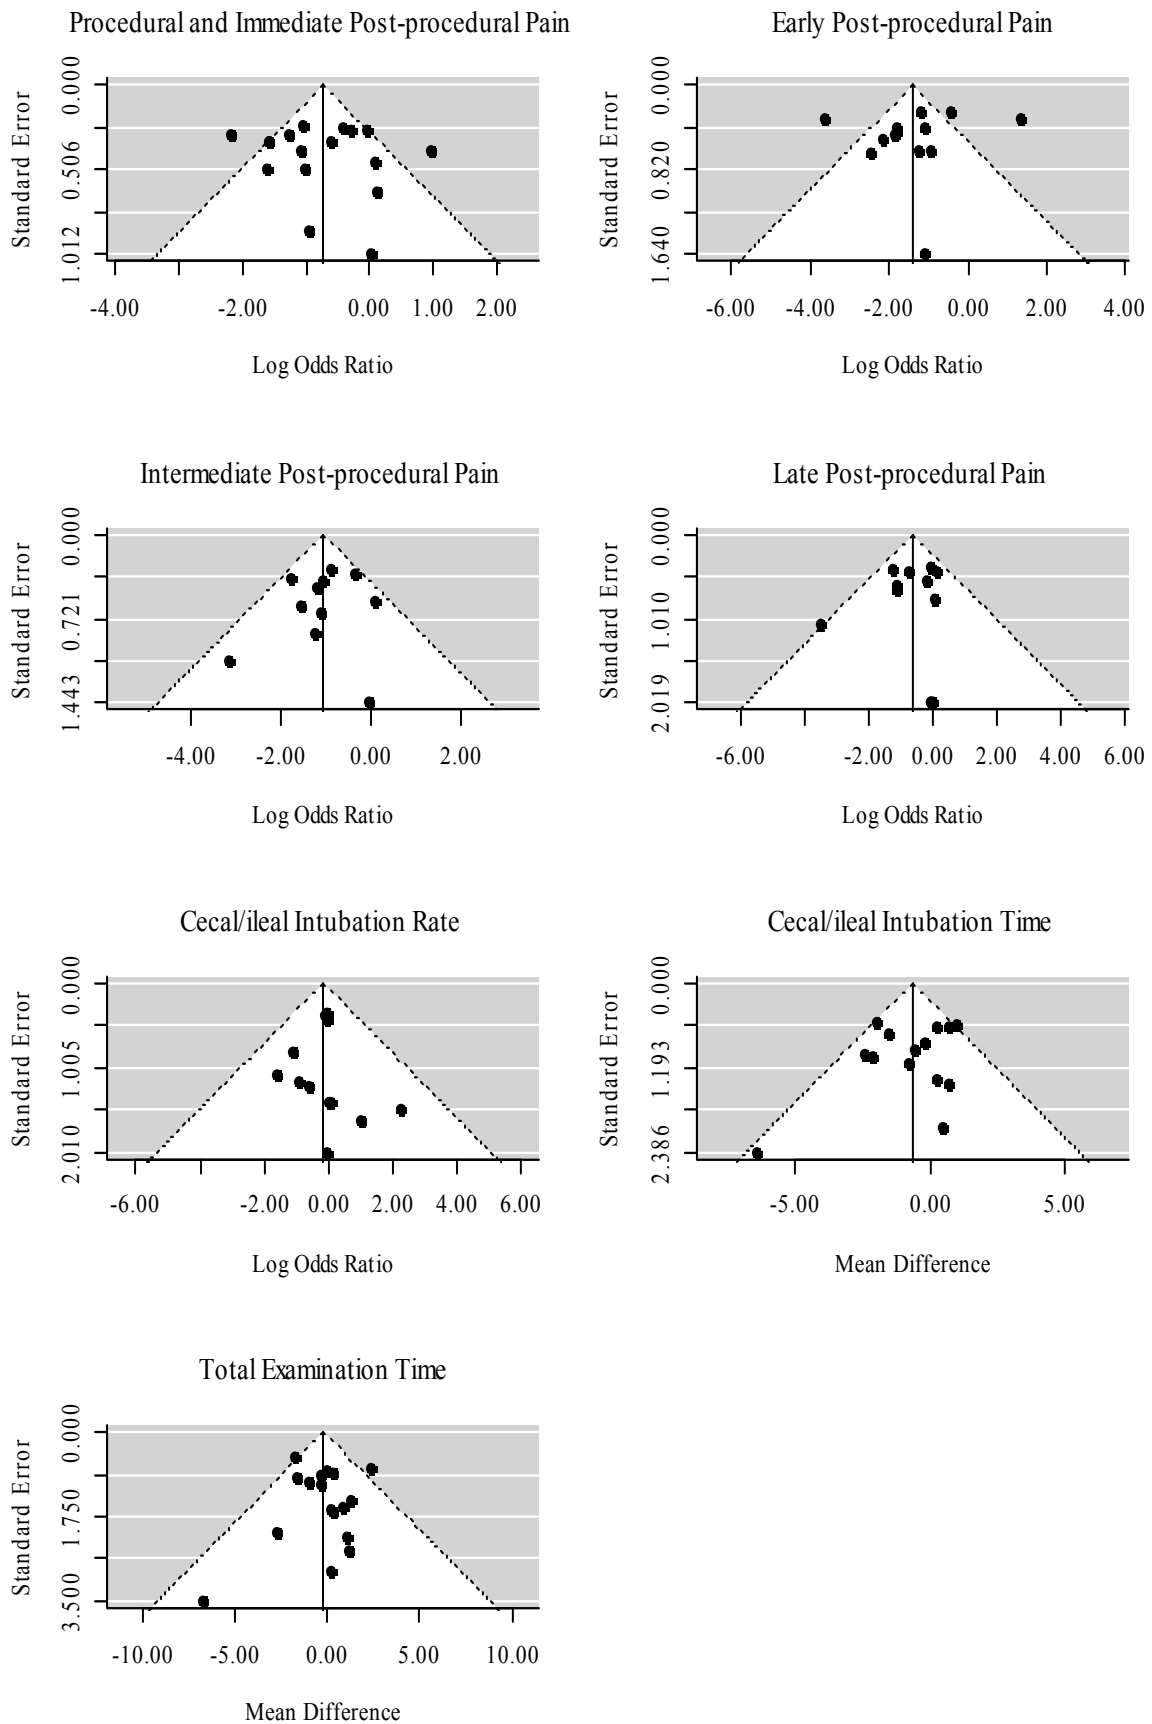 Procedural and Immediate Post-procedural Pain
Standard Error
0.000
0.506
1.012
-4.00 -2.00 0.00 1.00 2.00
Log Odds Ratio
Early Post-procedural Pain
Standard Error
0.000
0.820
1.640
-6.00 -4.00 -2.00 0.00 2.00 4.00
Log Odds Ratio
Intermediate Post-procedural Pain
Standard Error
0.000
0.721
1.443
-4.00 -2.00 0.00 2.00
Log Odds Ratio
Late Post-procedural Pain
Standard Error
0.000
1.010
2.019
-6.00 -2.00 0.00 2.00 4.00 6.00
Log Odds Ratio
Cecal/ileal Intubation Rate
Standard Error
0.000
1.005
2.010
-6.00 -2.00 0.00 2.00 4.00 6.00
Log Odds Ratio
Cecal/ileal Intubation Time
Standard Error
0.000
1.193
2.386
-5.00 0.00 5.00
Mean Difference
Total Examination Time
Standard Error
0.000
1.750
3.500
-10.00 -5.00 0.00 5.00 10.00
Mean Difference